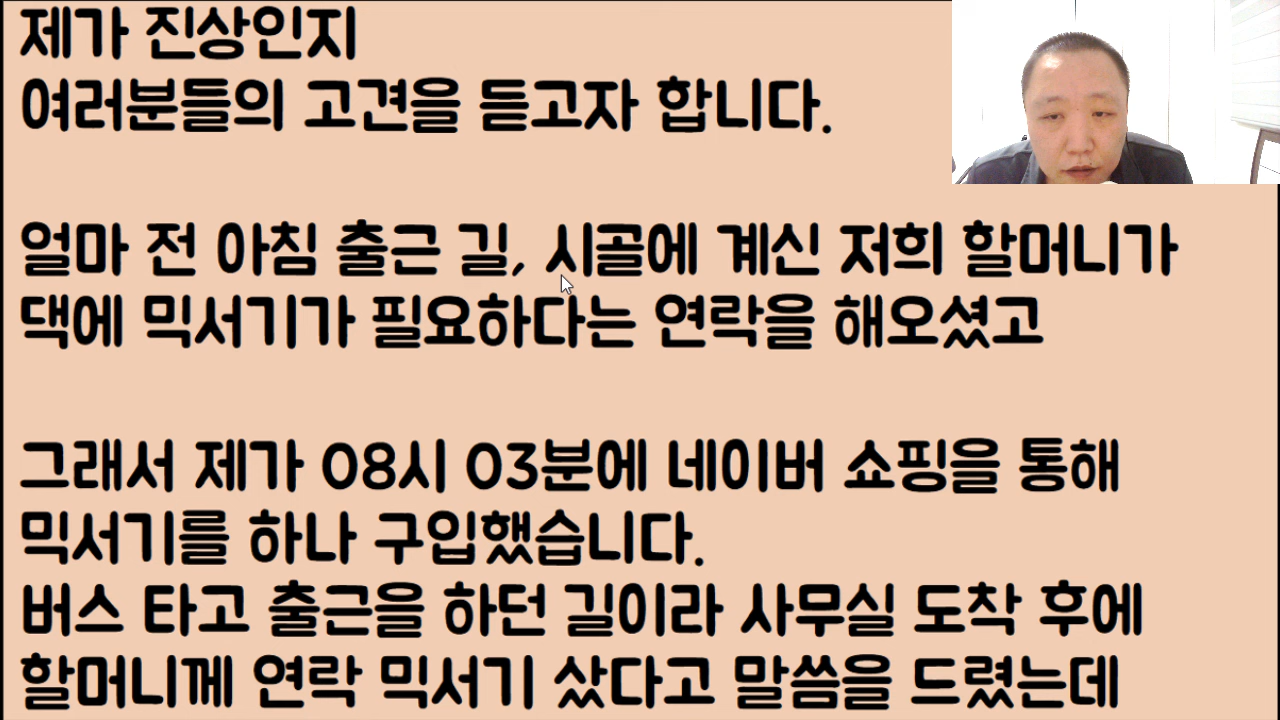 제가 진상인지
여러분들의 고견을 듣고자 합니다.
얼마 전 아침 출근 길, 시골에 계신 저희 할머니가
댁에 믹서기가 필요하다는 연락을 해오셨고
그래서 제가 08시 03분에 네이버 쇼핑을 통해
믹서기를 하나 구입했습니다.
버스 타고 출근을 하던 길이라 사무실 도착 후에
할머니께 연락 믹서기 샀다고 말씀을 드렸는데